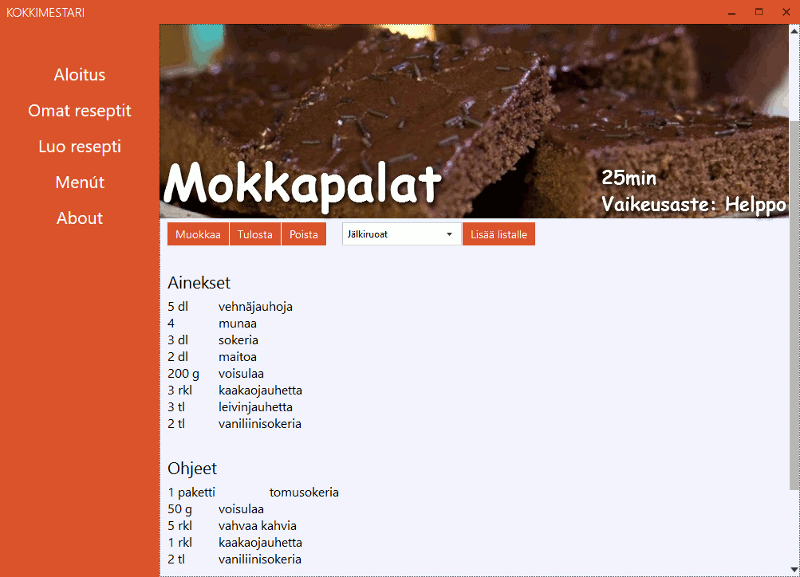 KOKKIMESTARI
Aloitus
Omat reseptit
Luo resepti
Menút
About
Mokkapalat
25min
Vaikeusaste: Helppo
Muokkaa Tulosta Poista Jälkiruoat Lisää listalle
Ainekset
5 dl vehnäjauhoja
4 munaa
3 dl sokeria
2 dl maitoa
200 g voisulaa
3 rkl kaakaojauhetta
3 tl leivinjauhetta
2 tl vaniliinisokeria
Ohjeet
1 paketti tomusokeria
50 g voisulaa
5 rkl vahvaa kahvia
1 rkl kaakaojauhetta
2 tl vaniliinisokeria